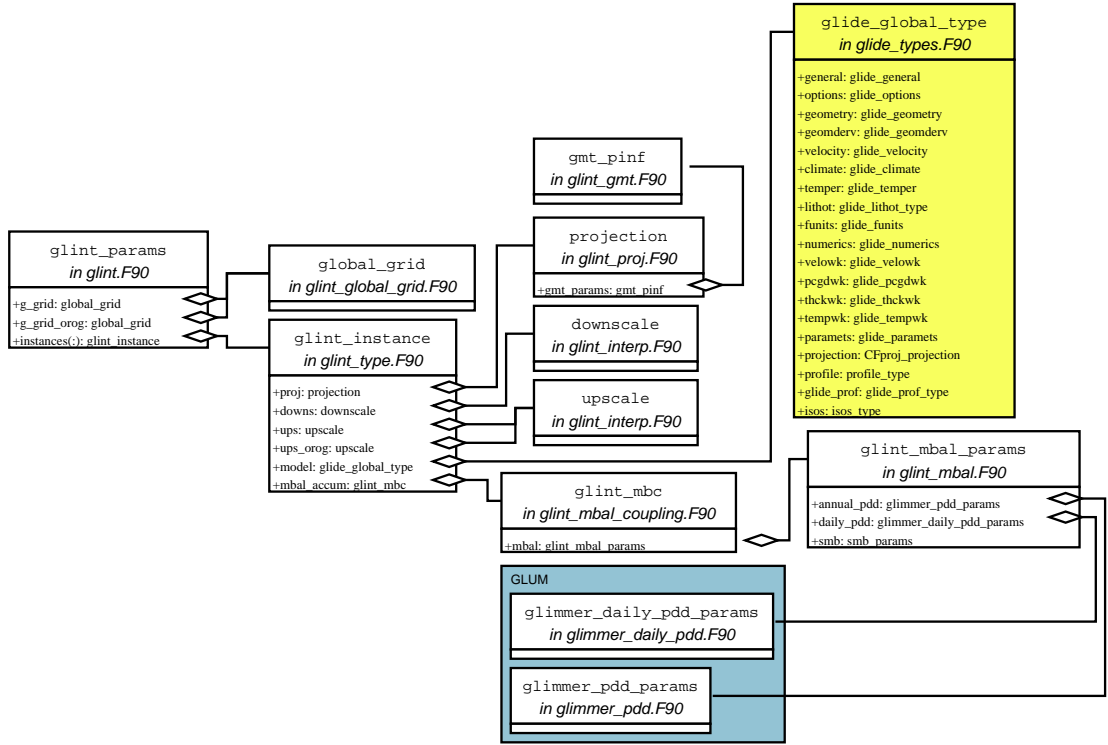 glide_global_type
in glide_types.F90
+general: glide_general
+options: glide_options
+geometry: glide_geometry
+geomderv: glide_geomderv
+velocity: glide_velocity
+climate: glide_climate
+temper: glide_temper
+lithot: glide_lithot_type
+funits: glide_funits
+numerics: glide_numerics
+velowk: glide_velowk
+pcgdwk: glide_pcgdwk
+thckwk: glide_thckwk
+tempwk: glide_tempwk
+paramets: glide_paramets
+projection: CFproj_projection
+profile: profile_type
+glide_prof: glide_prof_type
+isos: isos_type
gmt_pinf
in glint_gmt.F90
glint_params
in glint.F90
+g_grid: global_grid
+g_grid_orog: global_grid
+instances(:): glint_instance
global_grid
in glint_global_grid.F90
projection
in glint_proj.F90
+gmt_params: gmt_pinf
glint_instance
in glint_type.F90
+proj: projection
+downs: downscale
+ups: upscale
+ups_orog: upscale
+model: glide_global_type
+mbal_accum: glint_mbc
downscale
in glint_interp.F90
upscale
in glint_interp.F90
glint_mbc
in glint_mbal_coupling.F90
+mbal: glint_mbal_params
glint_mbal_params
in glint_mbal.F90
+annual_pdd: glimmer_pdd_params
+daily_pdd: glimmer_daily_pdd_params
+smb: smb_params
GLUM
glimmer_daily_pdd_params
in glimmer_daily_pdd.F90
glimmer_pdd_params
in glimmer_pdd.F90